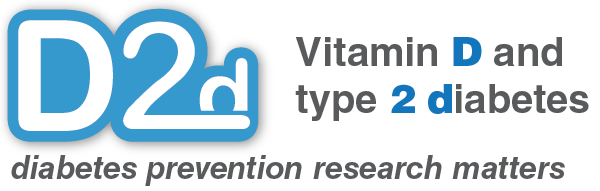 D2d
Vitamin D and
type 2 diabetes
diabetes prevention research matters